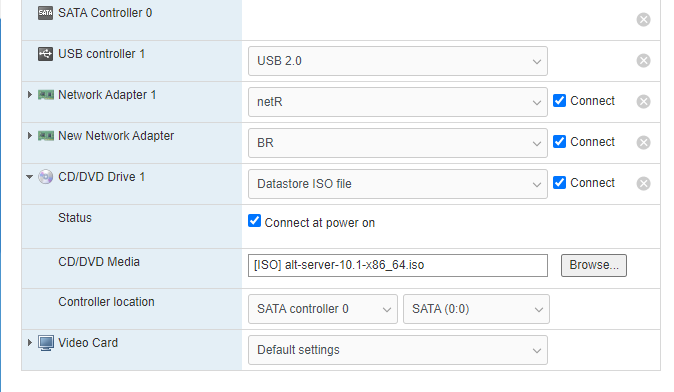 SATA SATA Controller 0
USB controller 1 USB 2.0
Network Adapter 1 netR Connect
New Network Adapter BR Connect
CD/DVD Drive 1 Datastore ISO file Connect
Status Connect at power on
CD/DVD Media [ISO] alt-server-10.1-x86_64.iso Browse...
Controller location SATA controller 0 SATA (0:0)
Video Card Default settings